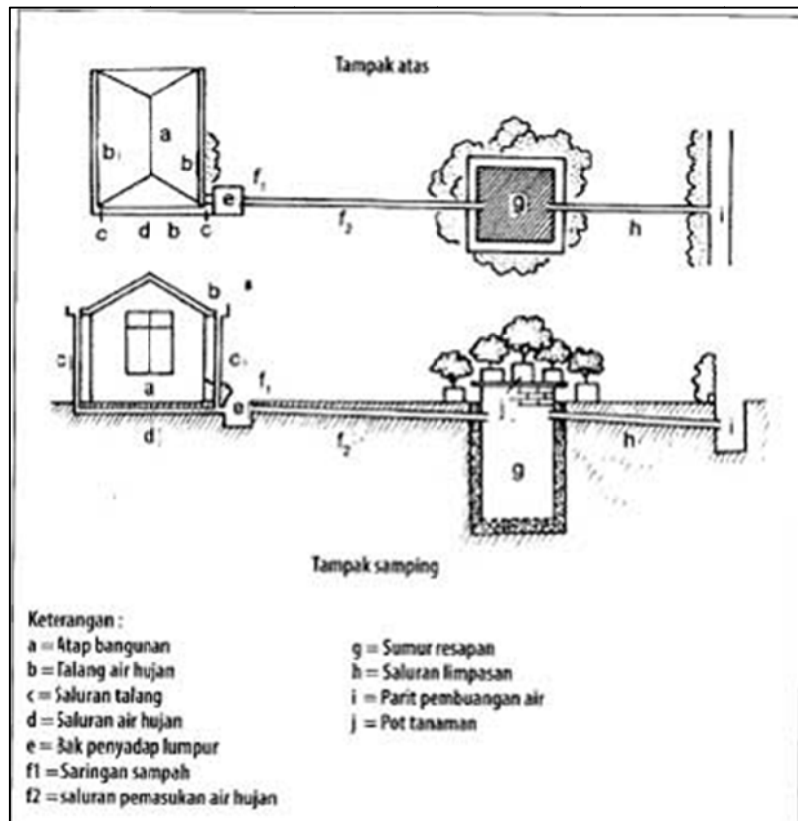 Tampak atas
b
a
b
f1
e
g
c
d
b
c
f2
h
i
b
c
c
a
f1
e
j
i
d
f2
h
g
Tampak samping
Keterangan :
a = Atap bangunan
b = Talang air hujan
c = Saluran talang
d = Saluran air hujan
e = Bak penyadap lumpur
f1 = Saringan sampah
f2 = saluran pemasukan air hujan
g = Sumur resapan
h = Saluran limpasan
i = Parit pembuangan air
j = Pot tanaman